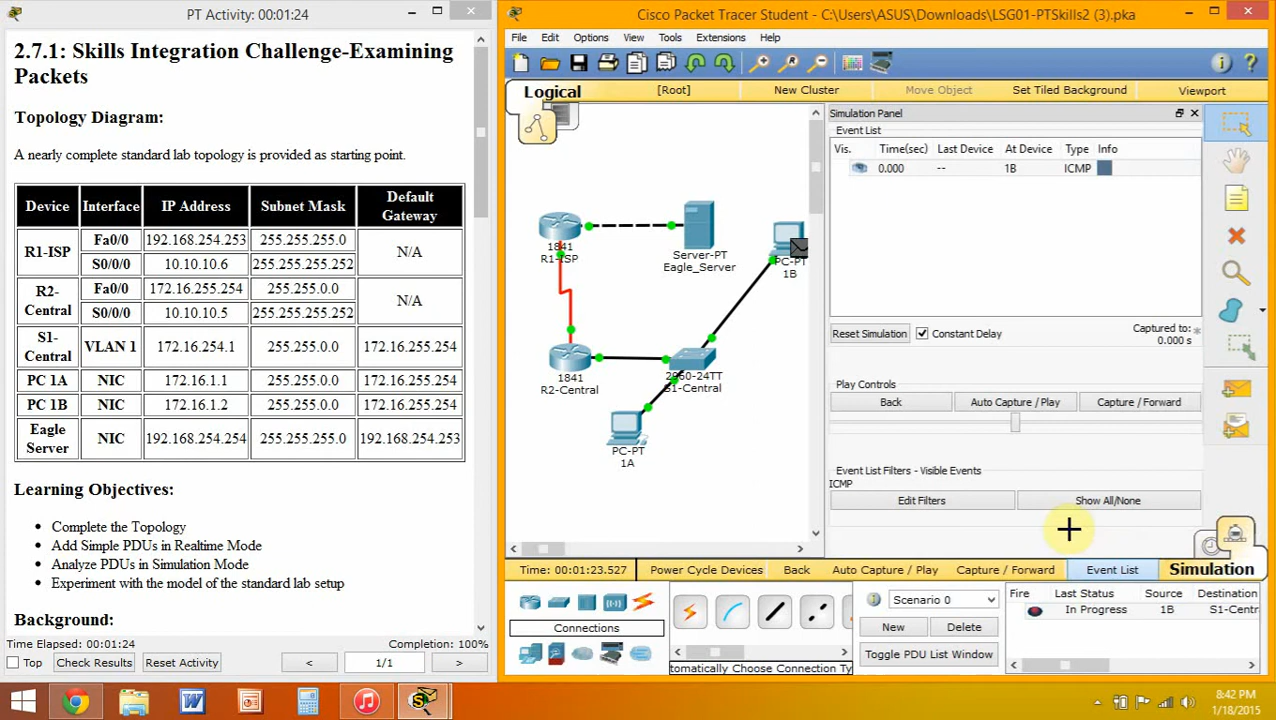 PT Activity: 00:01:24
2.7.1: Skills Integration Challenge-Examining
Packets
Topology Diagram:
A nearly complete standard lab topology is provided as starting point.
Device Interface IP Address Subnet Mask Default Gateway
R1-ISP Fa0/0 192.168.254.253 255.255.255.0 N/A
S0/0/0 10.10.10.6 255.255.255.252
R2-Central Fa0/0 172.16.255.254 255.255.0.0 N/A
S0/0/0 10.10.10.5 255.255.255.252
S1-Central VLAN 1 172.16.254.1 255.255.0.0 172.16.255.254
PC 1A NIC 172.16.1.1 255.255.0.0 172.16.255.254
PC 1B NIC 172.16.1.2 255.255.0.0 172.16.255.254
Eagle Server NIC 192.168.254.254 255.255.255.0 192.168.254.253
Learning Objectives:
Complete the Topology
Add Simple PDUs in Realtime Mode
Analyze PDUs in Simulation Mode
Experiment with the model of the standard lab setup
Background:
Time Elapsed: 00:01:24 Completion: 100%
Top Check Results Reset Activity < 1/1 >
Cisco Packet Tracer Student - C:\Users\ASUS\Downloads\LSG01-PTSkills2 (3).pka
File Edit Options View Tools Extensions Help
Logical [Root] New Cluster Move Object Set Tiled Background Viewport
1841
R1-ISP
Server-PT
Eagle_Server
PC-PT
1B
1841
R2-Central
2960-24TT
S1-Central
PC-PT
1A
Simulation Panel
Event List
Vis. Time(sec) Last Device At Device Type Info
0.000 -- 1B ICMP
Reset Simulation Constant Delay Captured to: *
0.000 s
Play Controls
Back Auto Capture / Play Capture / Forward
Event List Filters - Visible Events
ICMP
Edit Filters Show All/None
Time: 00:01:23.527 Power Cycle Devices Back Auto Capture / Play Capture / Forward Event List Simulation
Connections
utomatically Choose Connection Ty
Scenario 0
New Delete
Toggle PDU List Window
Fire Last Status Source Destination
In Progress 1B S1-Centr
8:42 PM
1/18/2015